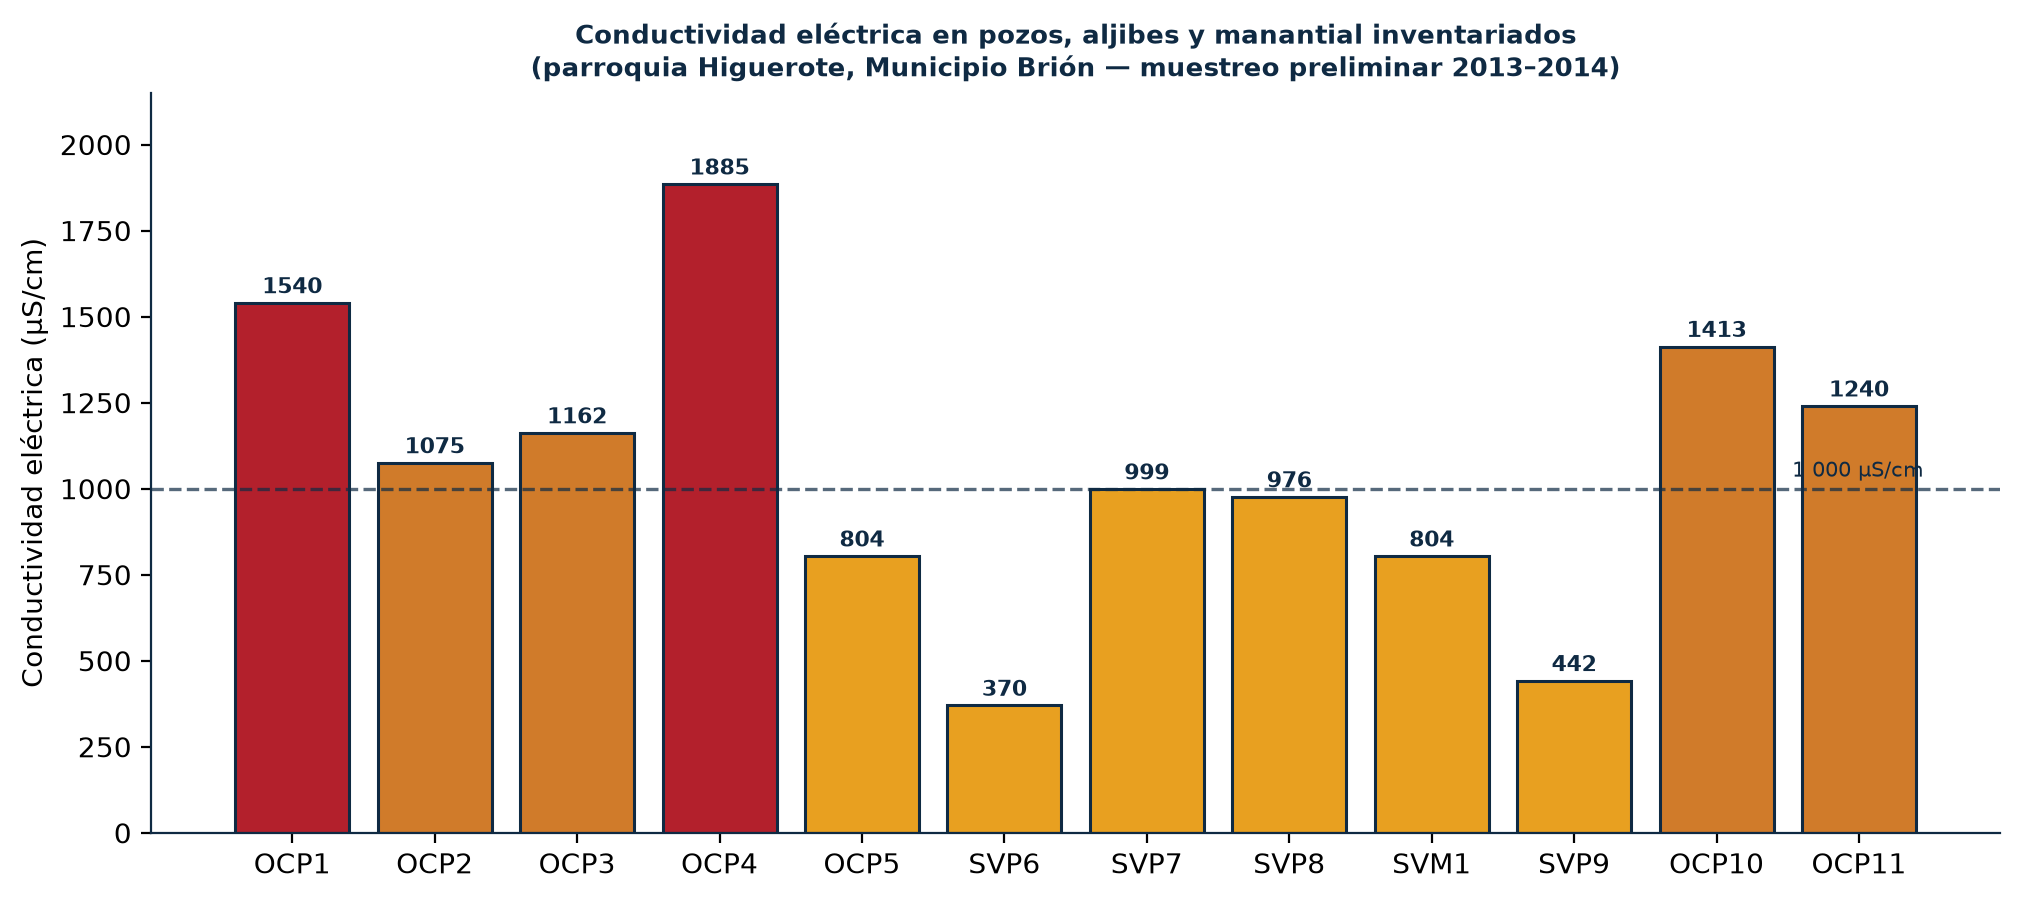 Conductividad eléctrica en pozos, aljibes y manantial inventariados
(parroquia Higuerote, Municipio Brión — muestreo preliminar 2013–2014)
Conductividad eléctrica (µS/cm)
2000
1750
1500
1250
1000
750
500
250
0
1540
1075
1162
1885
804
370
999
976
804
442
1413
1240
1 000 µS/cm
OCP1
OCP2
OCP3
OCP4
OCP5
SVP6
SVP7
SVP8
SVM1
SVP9
OCP10
OCP11